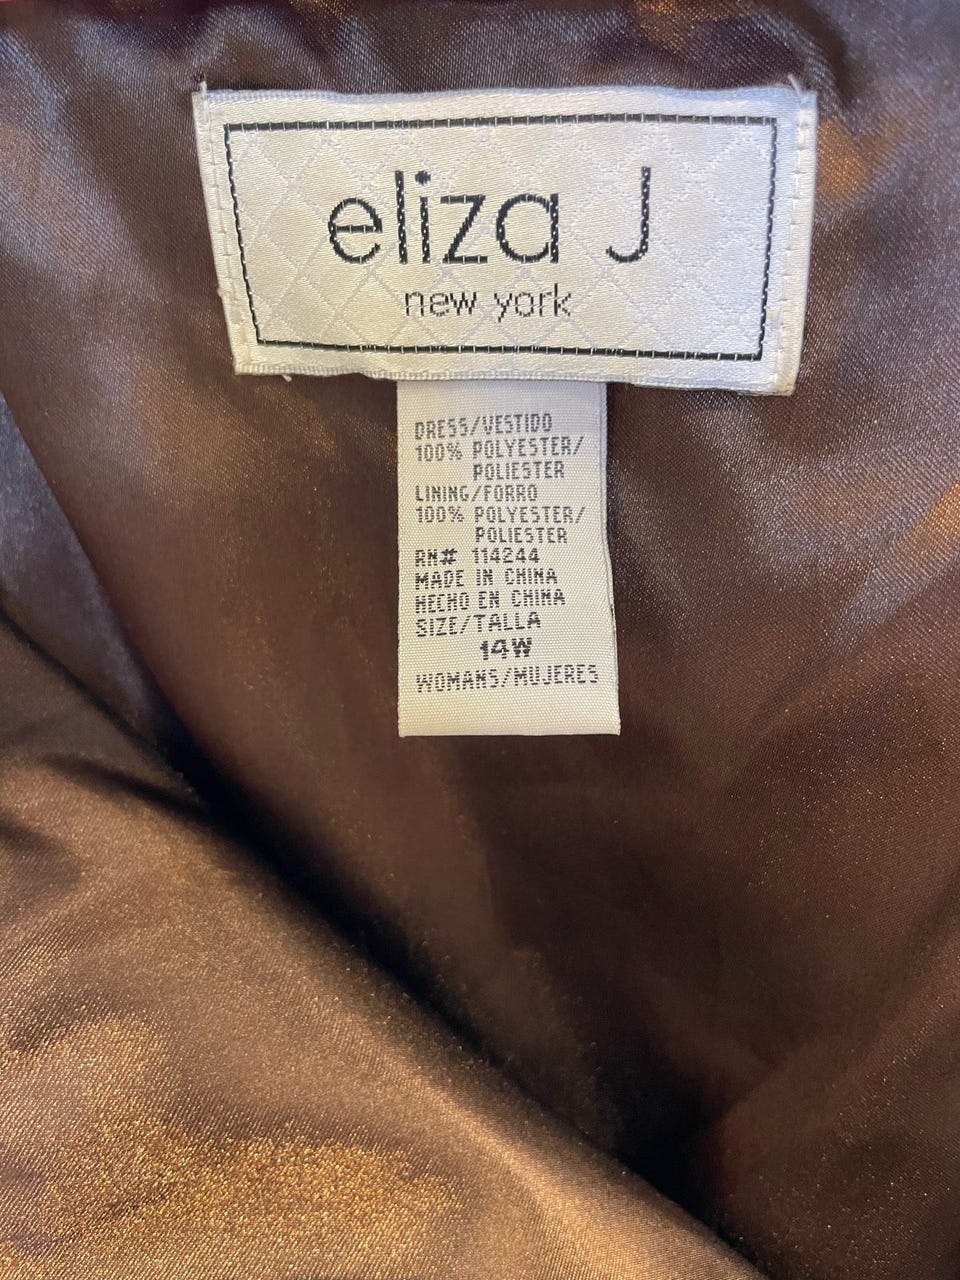 eliza J
new york
DRESS/VESTIDO
100% POLYESTER/
POLIESTER
LINING/FORRO
100% POLYESTER/
POLIESTER
RN# 114244
MADE IN CHINA
HECHO EN CHINA
SIZE/TALLA
14W
WOMANS/MUJERES